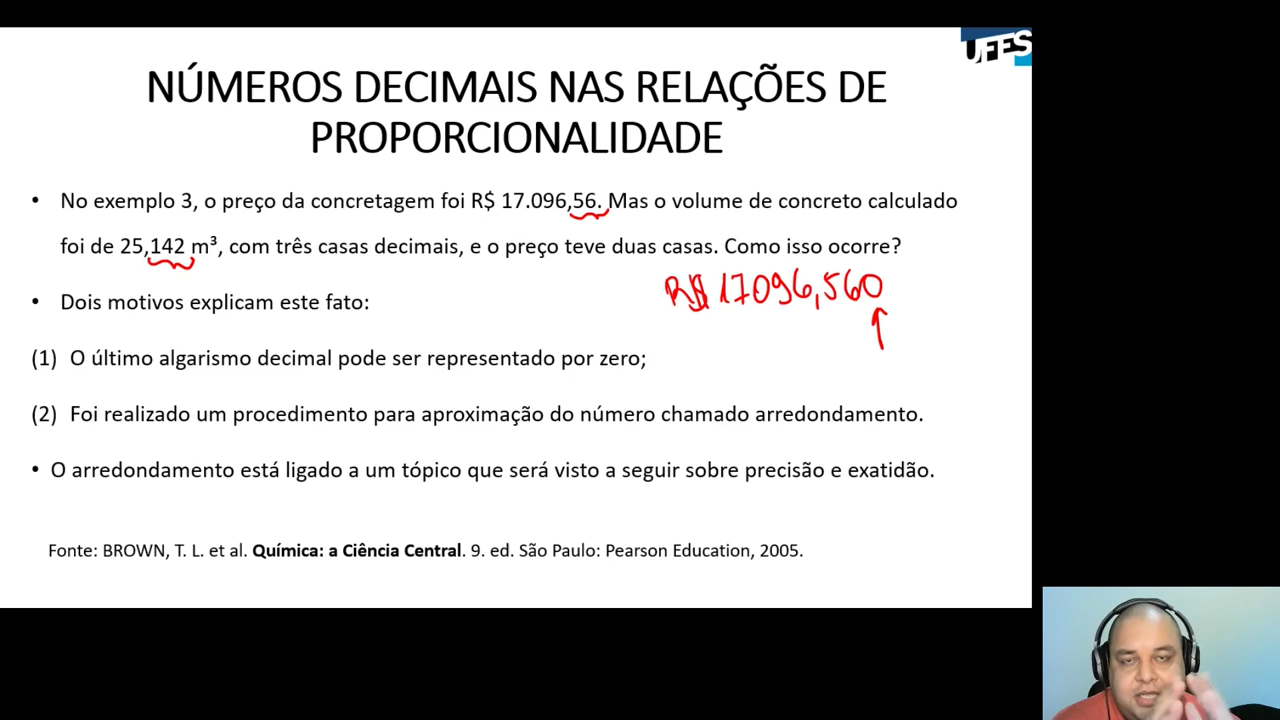 UFES
NÚMEROS DECIMAIS NAS RELAÇÕES DE
PROPORCIONALIDADE
• No exemplo 3, o preço da concretagem foi R$ 17.096,56. Mas o volume de concreto calculado
foi de 25,142 m³, com três casas decimais, e o preço teve duas casas. Como isso ocorre?
R$ 17096,560
• Dois motivos explicam este fato:
(1) O último algarismo decimal pode ser representado por zero;
(2) Foi realizado um procedimento para aproximação do número chamado arredondamento.
• O arredondamento está ligado a um tópico que será visto a seguir sobre precisão e exatidão.
Fonte: BROWN, T. L. et al. Química: a Ciência Central. 9. ed. São Paulo: Pearson Education, 2005.